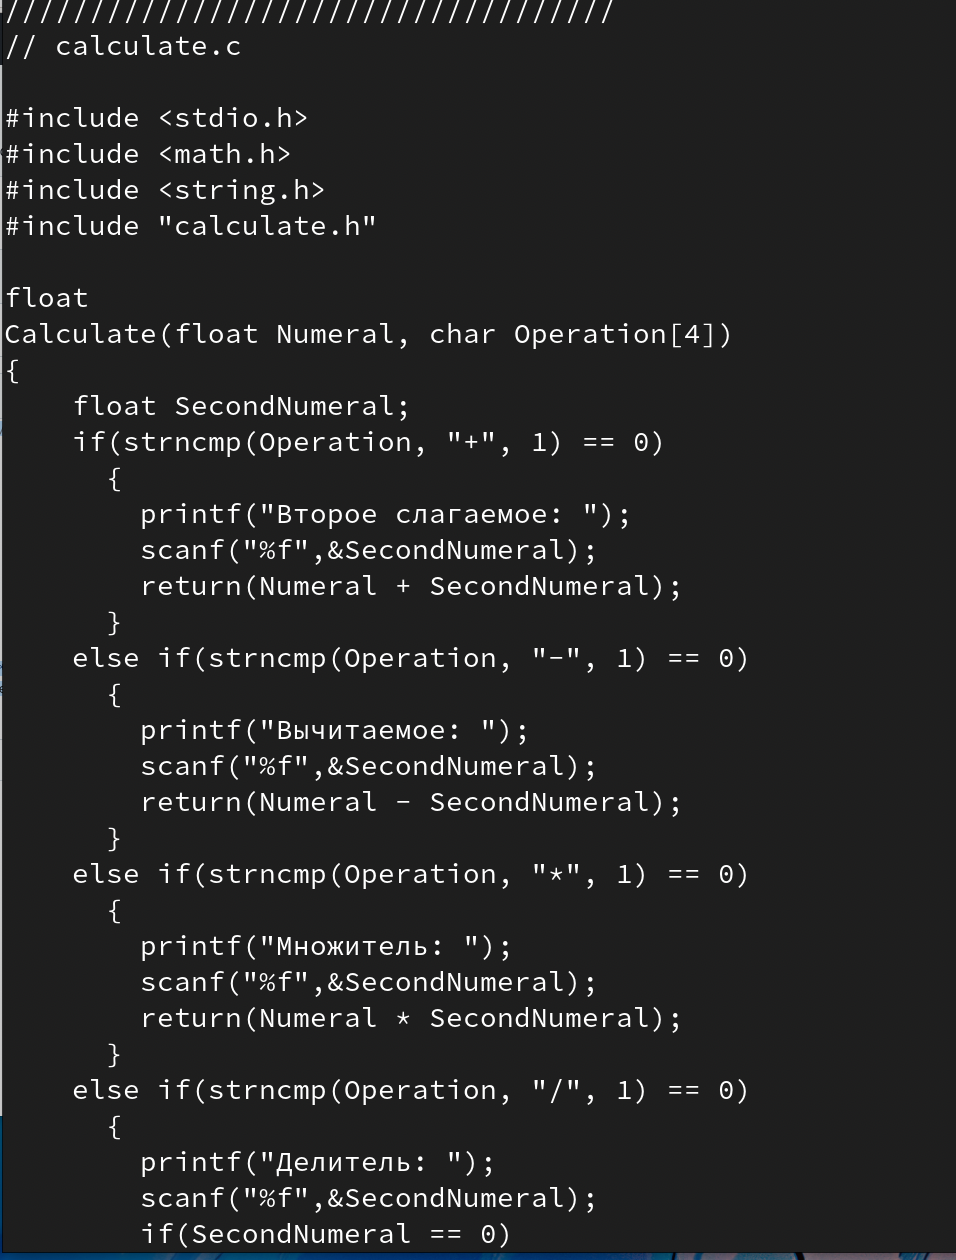 ////////////////////////////////////
// calculate.c
#include <stdio.h>
#include <math.h>
#include <string.h>
#include "calculate.h"
float
Calculate(float Numeral, char Operation[4])
{
    float SecondNumeral;
    if(strncmp(Operation, "+", 1) == 0)
      {
        printf("Второе слагаемое: ");
        scanf("%f",&SecondNumeral);
        return(Numeral + SecondNumeral);
      }
    else if(strncmp(Operation, "-", 1) == 0)
      {
        printf("Вычитаемое: ");
        scanf("%f",&SecondNumeral);
        return(Numeral - SecondNumeral);
      }
    else if(strncmp(Operation, "*", 1) == 0)
      {
        printf("Множитель: ");
        scanf("%f",&SecondNumeral);
        return(Numeral * SecondNumeral);
      }
    else if(strncmp(Operation, "/", 1) == 0)
      {
        printf("Делитель: ");
        scanf("%f",&SecondNumeral);
        if(SecondNumeral == 0)